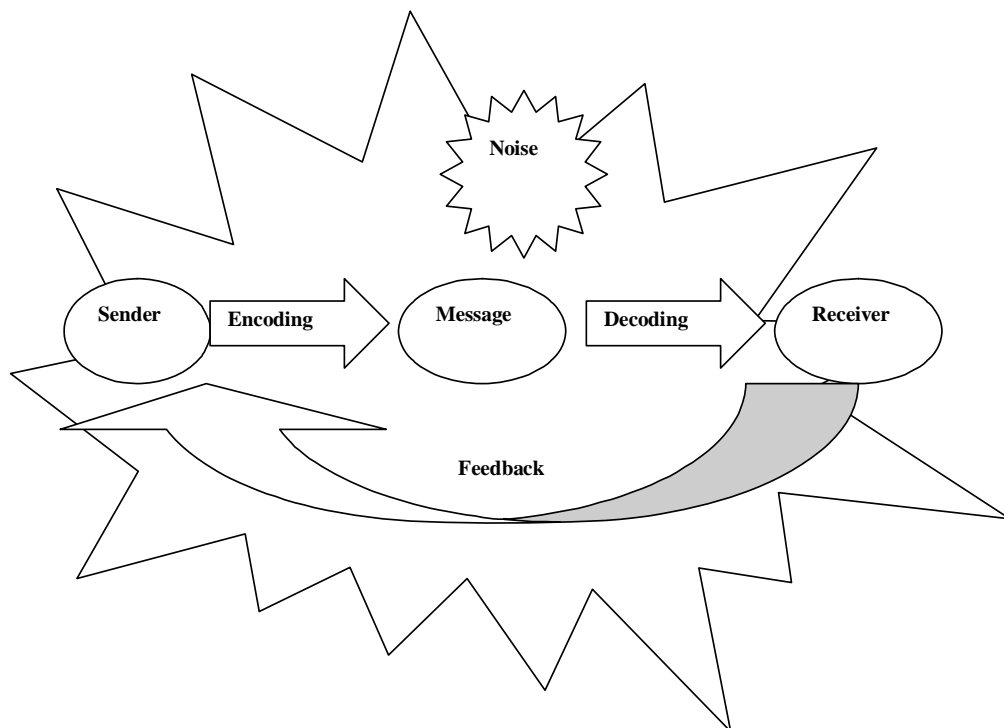 Noise
Sender
Encoding
Message
Decoding
Receiver
Feedback